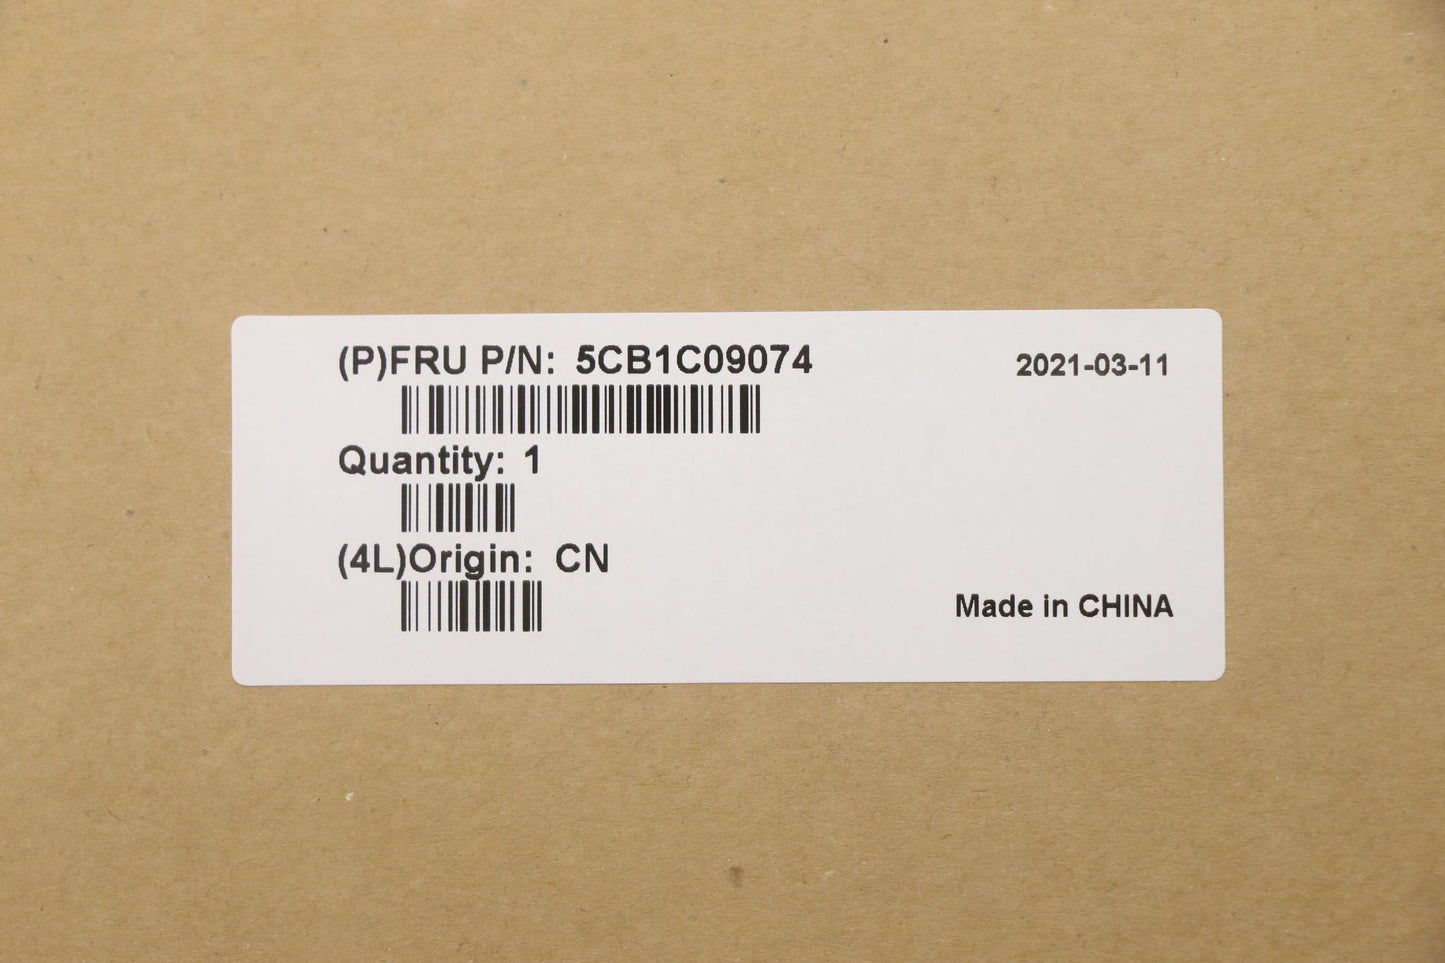 (P)FRU P/N: 5CB1C09074
2021-03-11
Quantity: 1
(4L)Origin: CN
Made in CHINA